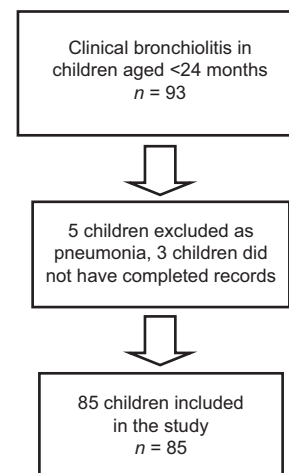 Clinical bronchiolitis in
children aged <24 months
n = 93
5 children excluded as
pneumonia, 3 children did
not have completed records
85 children included
in the study
n = 85